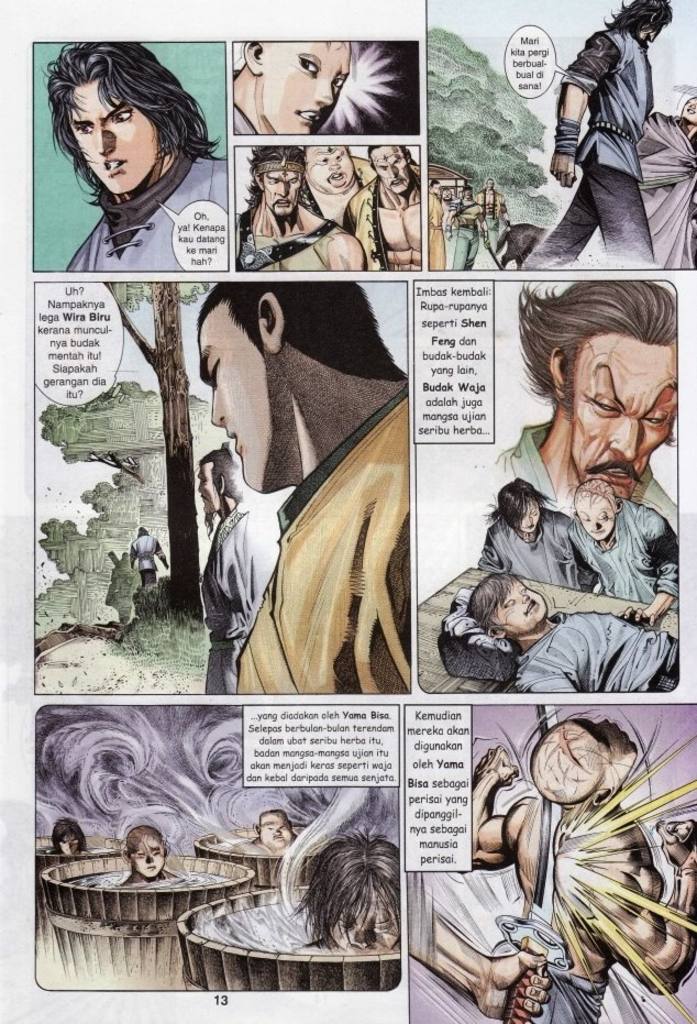 Oh,
ya! Kenapa
kau datang
ke mari
hah?
Mari
kita pergi
berbual-
bual di
sana!
Uh?
Nampaknya
lega Wira Biru
kerana muncul-
nya budak
mentah itu!
Siapakah
gerangan dia
itu?
Imbas kembali:
Rupa-rupanya
seperti Shen
Feng dan
budak-budak
yang lain,
Budak Waja
adalah juga
mangsa ujian
seribu herba...
...yang diadakan oleh Yama Bisa.
Selepas berbulan-bulan terendam
dalam ubat seribu herba itu,
badan mangsa-mangsa ujian itu
akan menjadi keras seperti waja
dan kebal daripada semua senjata.
Kemudian
mereka akan
digunakan
oleh Yama
Bisa sebagai
perisai yang
dipanggil-
nya sebagai
manusia
perisai.
13